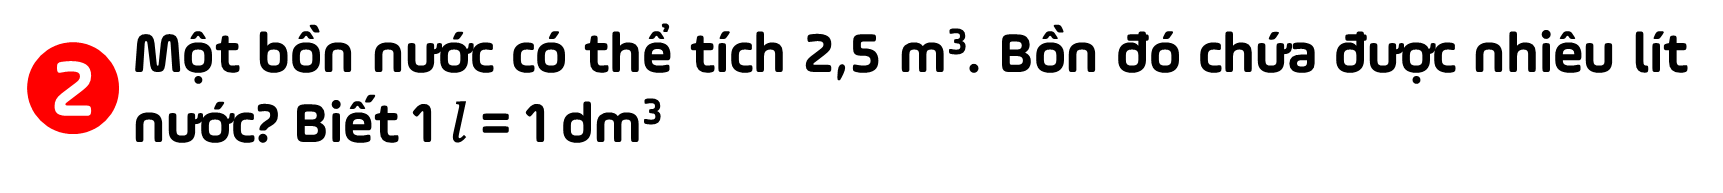 2 Một bồn nước có thể tích 2,5 m³. Bồn đó chứa được nhiêu lít
nước? Biết 1 l = 1 dm³